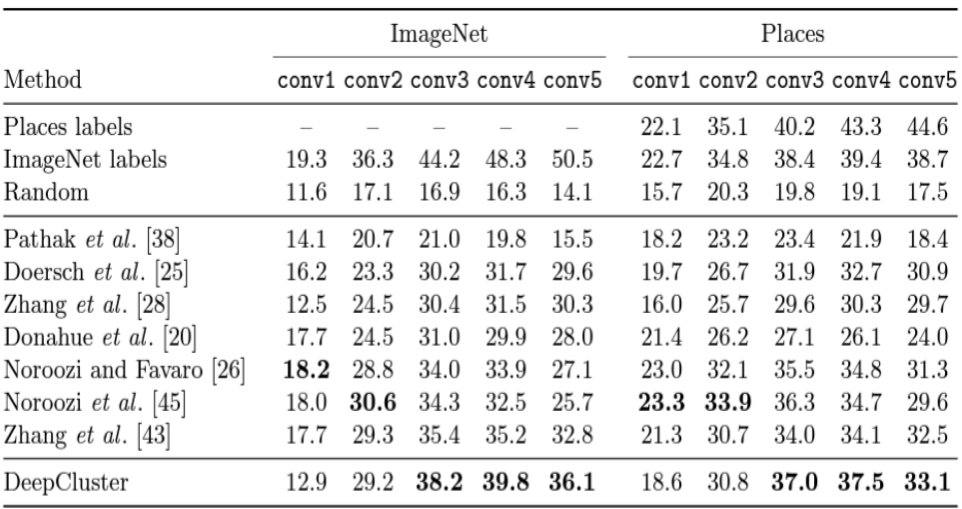 ImageNet Places
Method conv1 conv2 conv3 conv4 conv5 conv1 conv2 conv3 conv4 conv5
Places labels – – – – – 22.1 35.1 40.2 43.3 44.6
ImageNet labels 19.3 36.3 44.2 48.3 50.5 22.7 34.8 38.4 39.4 38.7
Random 11.6 17.1 16.9 16.3 14.1 15.7 20.3 19.8 19.1 17.5
Pathak et al. [38] 14.1 20.7 21.0 19.8 15.5 18.2 23.2 23.4 21.9 18.4
Doersch et al. [25] 16.2 23.3 30.2 31.7 29.6 19.7 26.7 31.9 32.7 30.9
Zhang et al. [28] 12.5 24.5 30.4 31.5 30.3 16.0 25.7 29.6 30.3 29.7
Donahue et al. [20] 17.7 24.5 31.0 29.9 28.0 21.4 26.2 27.1 26.1 24.0
Noroozi and Favaro [26] 18.2 28.8 34.0 33.9 27.1 23.0 32.1 35.5 34.8 31.3
Noroozi et al. [45] 18.0 30.6 34.3 32.5 25.7 23.3 33.9 36.3 34.7 29.6
Zhang et al. [43] 17.7 29.3 35.4 35.2 32.8 21.3 30.7 34.0 34.1 32.5
DeepCluster 12.9 29.2 38.2 39.8 36.1 18.6 30.8 37.0 37.5 33.1